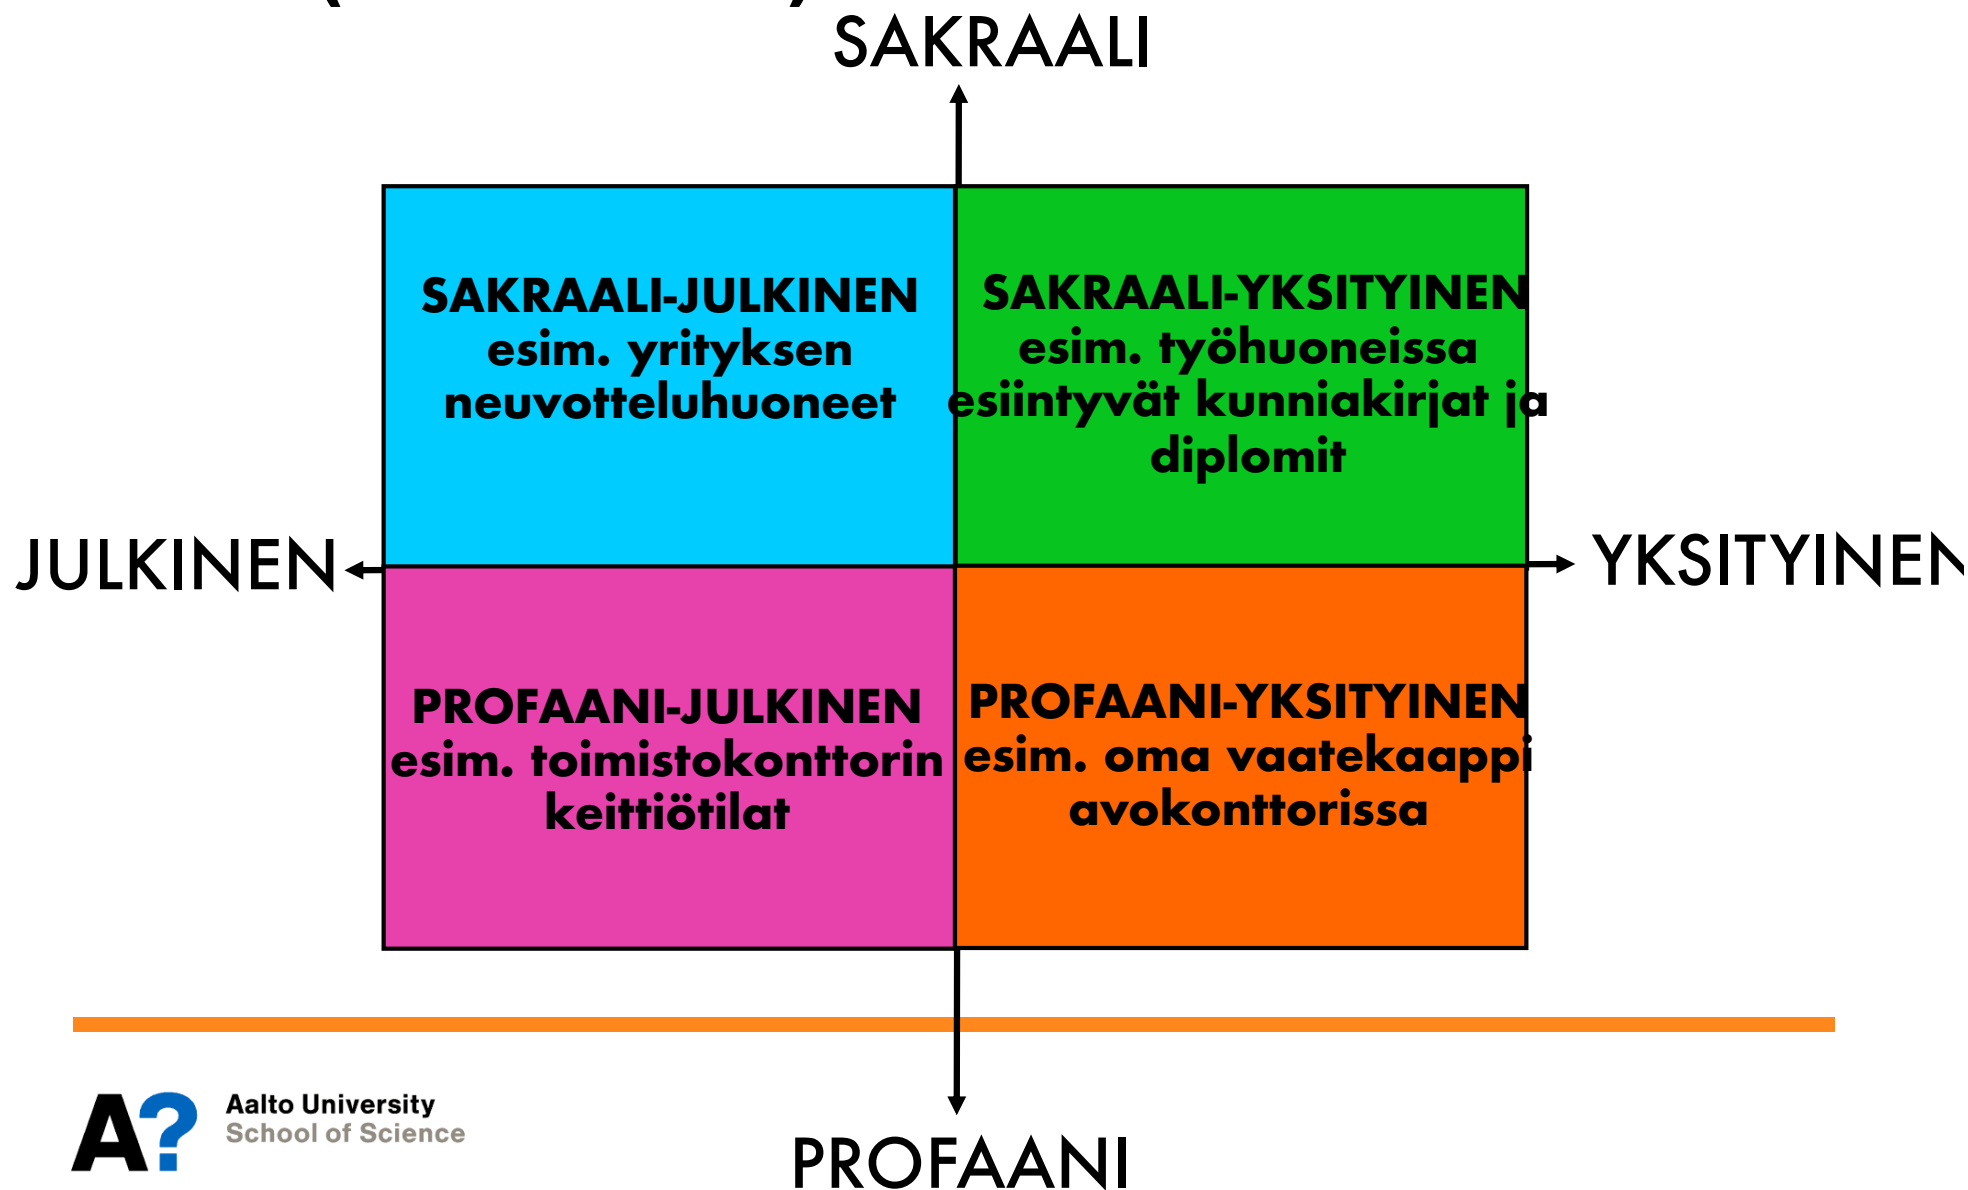 SAKRAALI
SAKRAALI-JULKINEN
esim. yrityksen
neuvotteluhuoneet
SAKRAALI-YKSITYINEN
esim. työhuoneissa
esiintyvät kunniakirjat ja
diplomit
JULKINEN
YKSITYINEN
PROFAANI-JULKINEN
esim. toimistokonttorin
keittiötilat
PROFAANI-YKSITYINEN
esim. oma vaatekaappi
avokonttorissa
A?
Aalto University
School of Science
PROFAANI